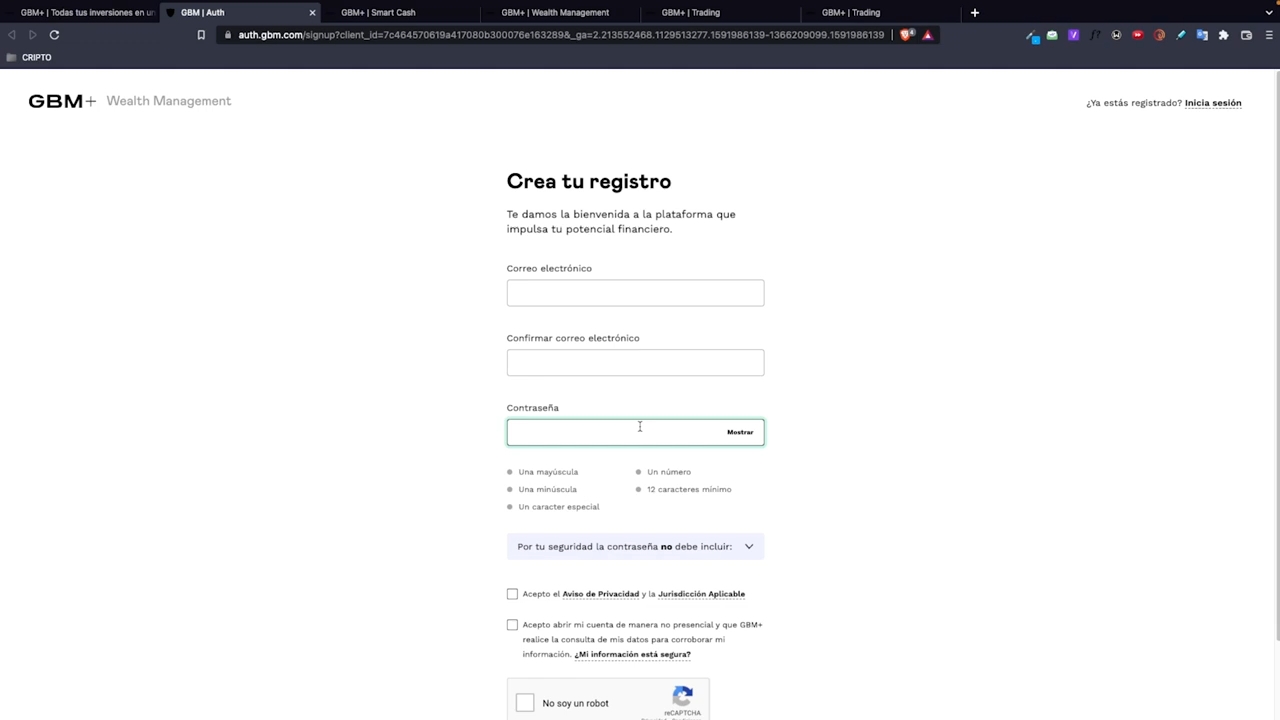 GBM+ | Todas tus inversiones en un
GBM | Auth
GBM+ | Smart Cash
GBM+ | Wealth Management
GBM+ | Trading
GBM+ | Trading
auth.gbm.com/signup?client_id=7c464570619a417080b300076e163289&_ga=2.213552468.1129513277.1591986139-1366209099.1591986139
CRIPTO
GBM+ Wealth Management
¿Ya estás registrado? Inicia sesión
Crea tu registro
Te damos la bienvenida a la plataforma que
impulsa tu potencial financiero.
Correo electrónico
Confirmar correo electrónico
Contraseña
Mostrar
Una mayúscula
Un número
Una minúscula
12 caracteres mínimo
Un caracter especial
Por tu seguridad la contraseña no debe incluir:
Acepto el Aviso de Privacidad y la Jurisdicción Aplicable
Acepto abrir mi cuenta de manera no presencial y que GBM+
realice la consulta de mis datos para corroborar mi
información. ¿Mi información está segura?
No soy un robot
reCAPTCHA